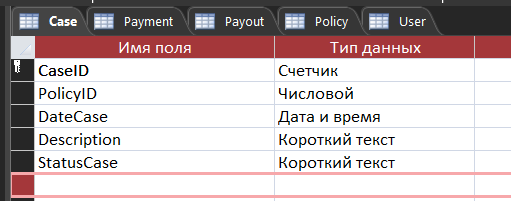 Case Payment Payout Policy User
Имя поля Тип данных
CaseID Счетчик
PolicyID Числовой
DateCase Дата и время
Description Короткий текст
StatusCase Короткий текст